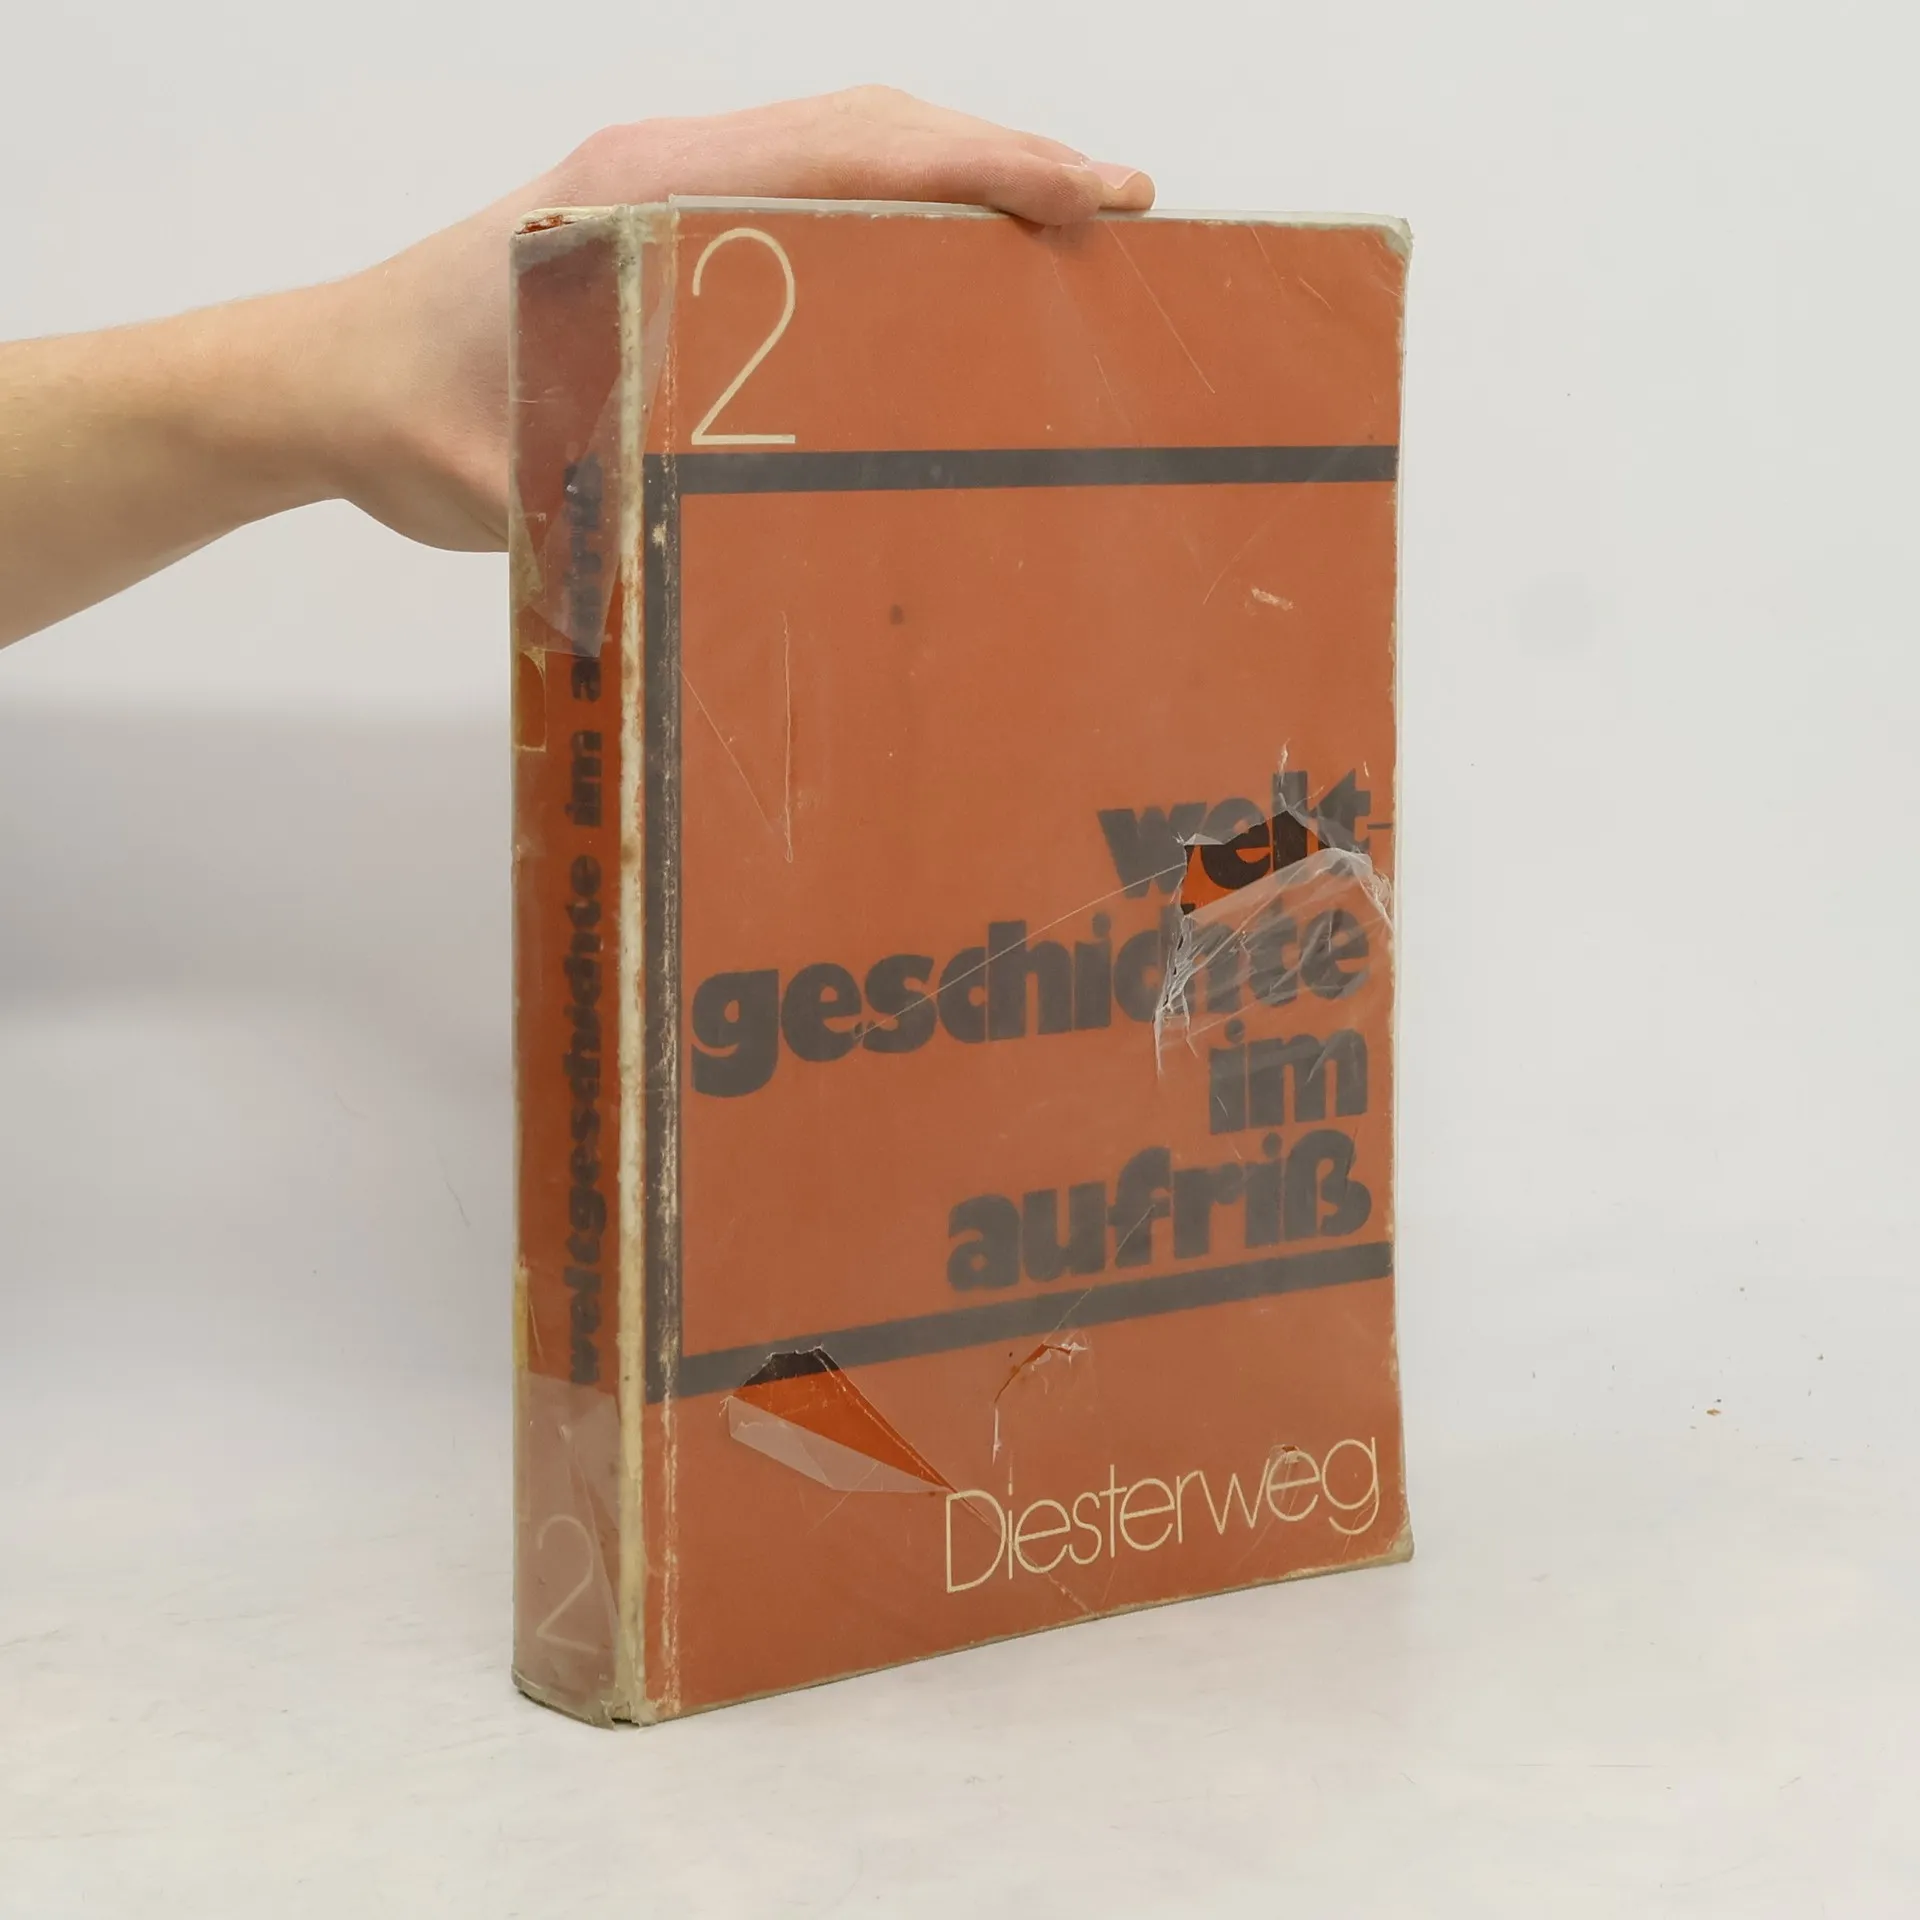 2
welt-
geschichte
im
aufriß
Diesterweg
weltgeschichte im aufriß
2